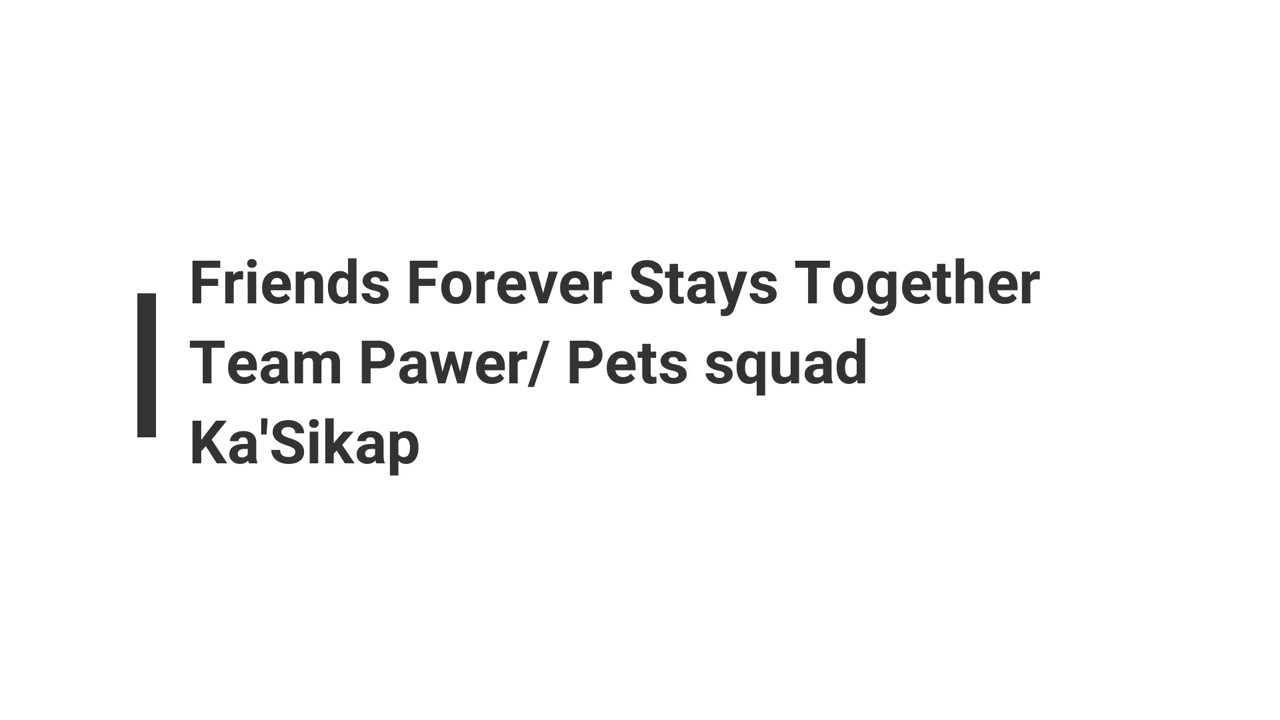 Friends Forever Stays Together
Team Pawer/ Pets squad
Ka'Sikap